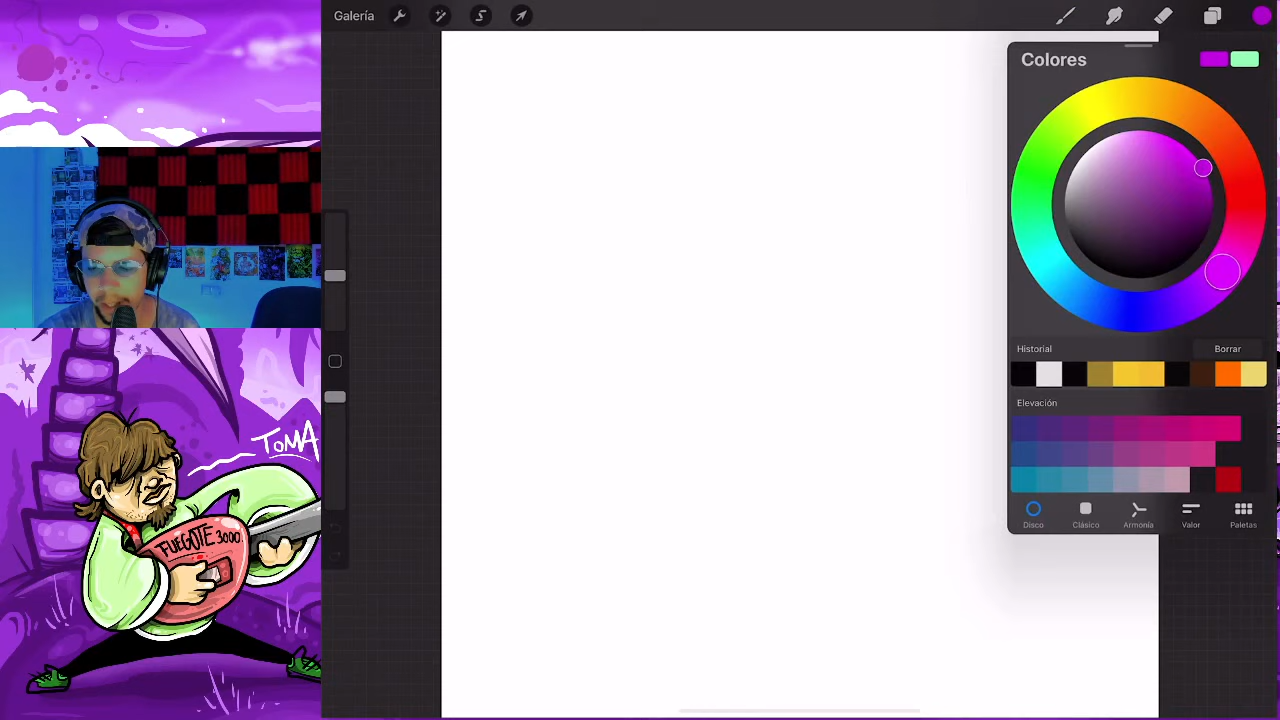 Galería
Colores
Historial
Borrar
Elevación
Disco
Clásico
Armonía
Valor
Paletas
TOMA
FUEGOTE 3000